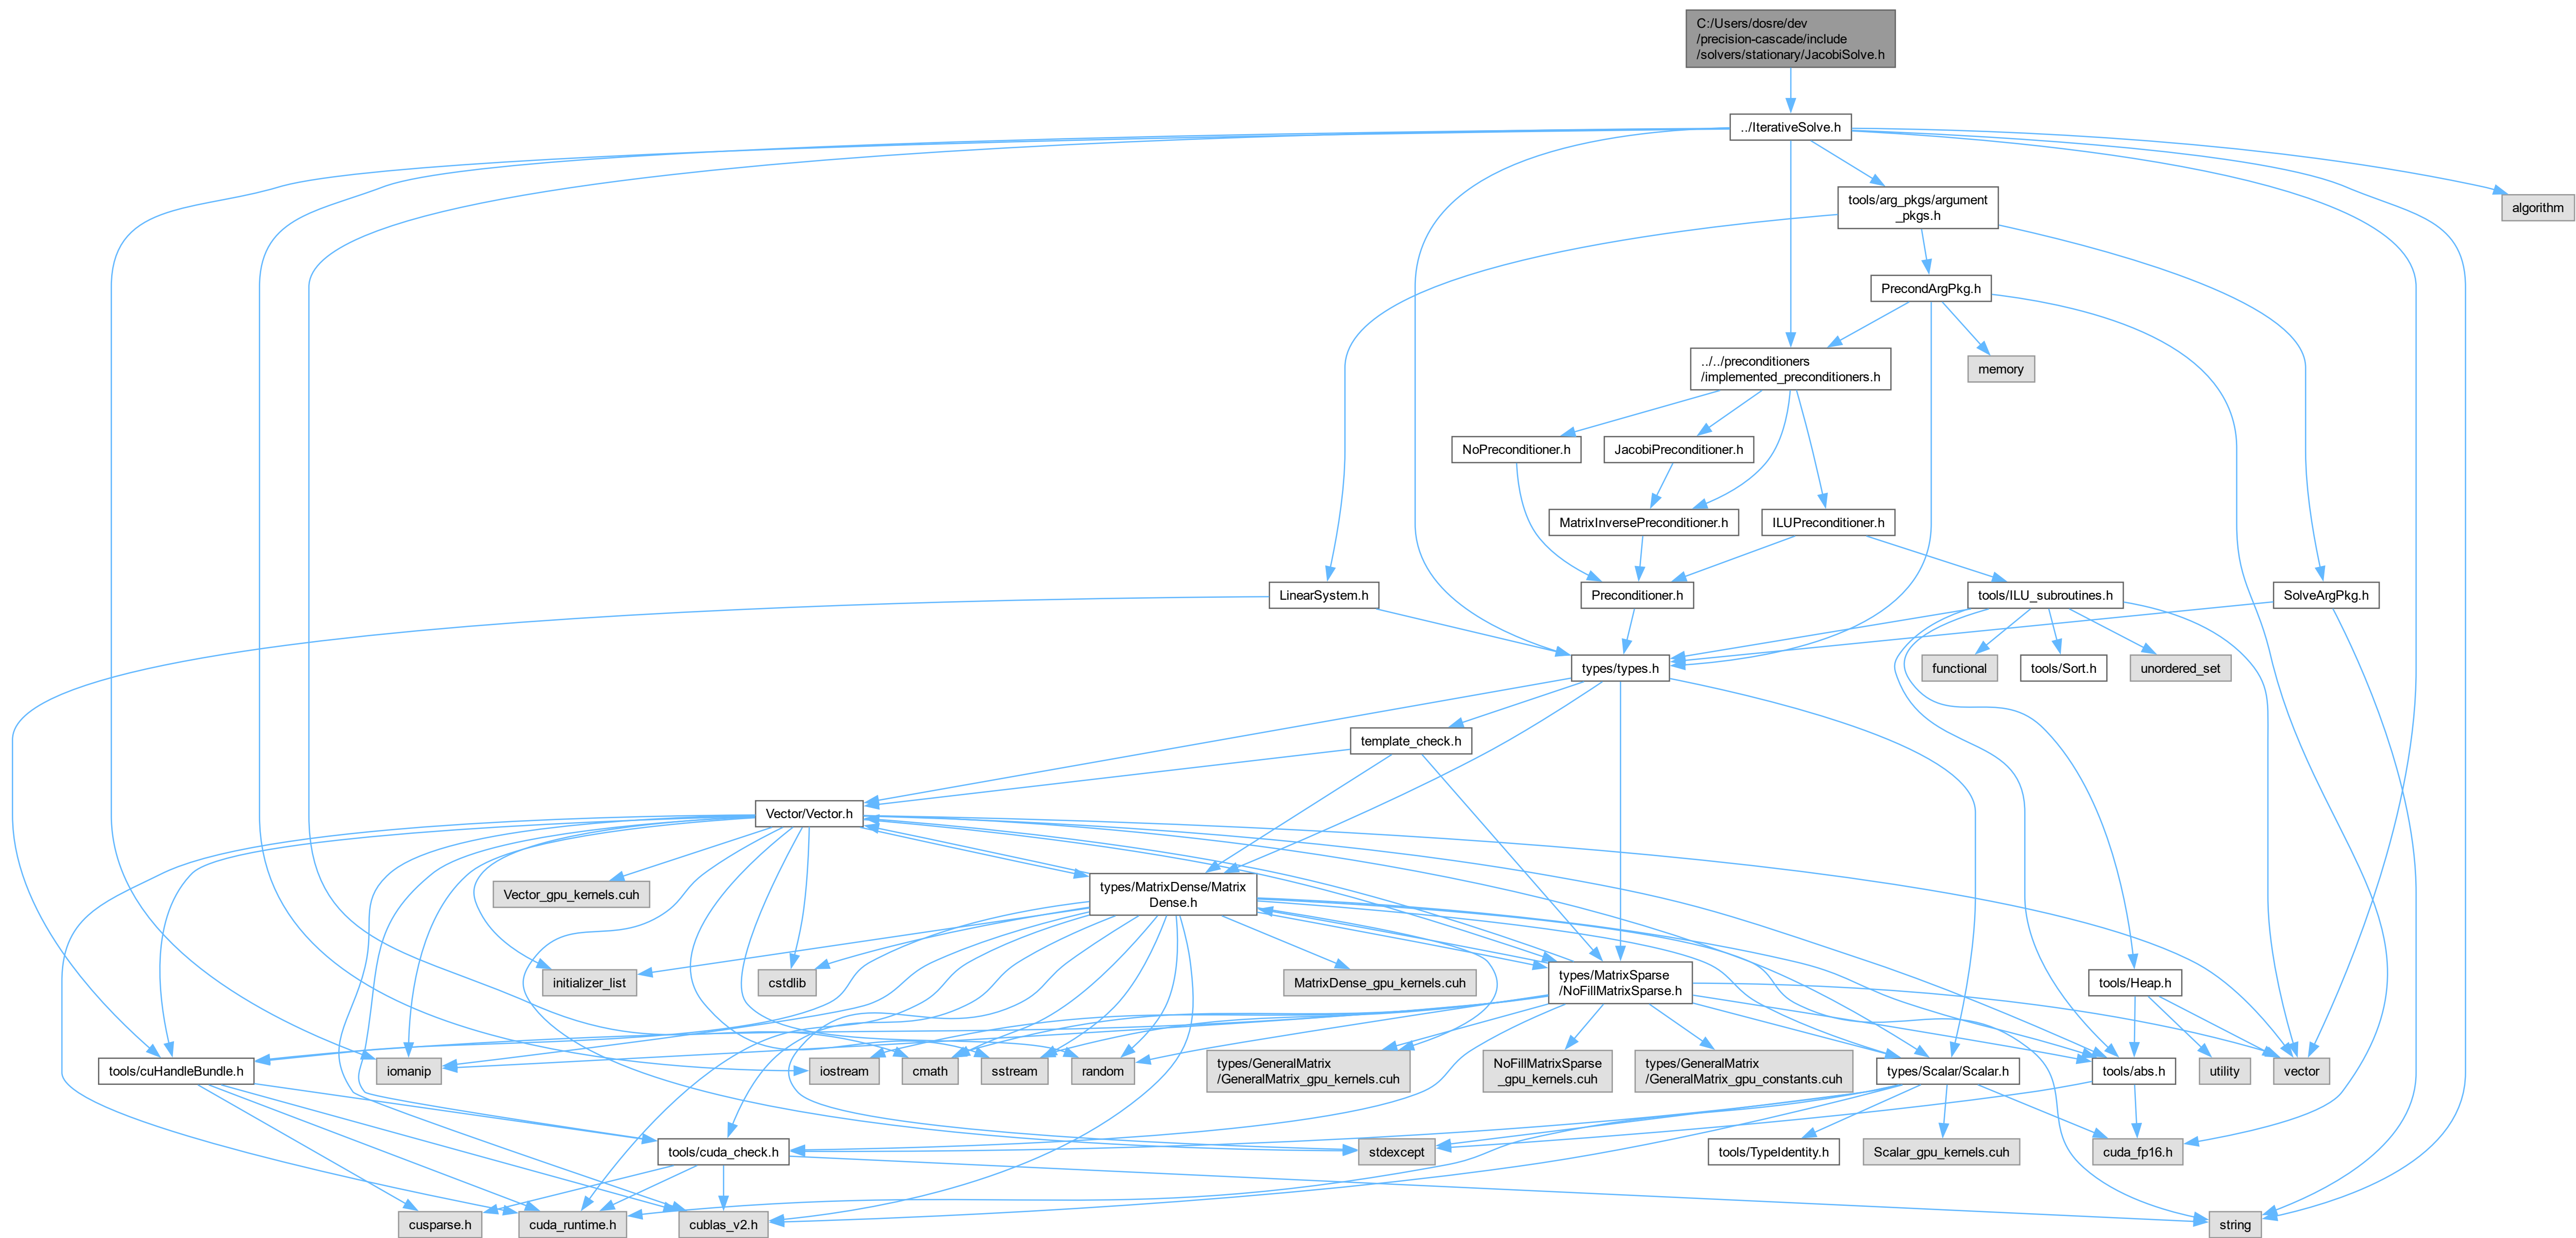 C:/Users/dosre/dev
/precision-cascade/include
/solvers/stationary/JacobiSolve.h
../IterativeSolve.h
tools/arg_pkgs/argument
_pkgs.h
algorithm
PrecondArgPkg.h
../../preconditioners
/implemented_preconditioners.h
memory
NoPreconditioner.h
JacobiPreconditioner.h
MatrixInversePreconditioner.h
ILUPreconditioner.h
LinearSystem.h
Preconditioner.h
tools/ILU_subroutines.h
SolveArgPkg.h
types/types.h
functional
tools/Sort.h
unordered_set
template_check.h
Vector/Vector.h
Vector_gpu_kernels.cuh
types/MatrixDense/Matrix
Dense.h
initializer_list
cstdlib
MatrixDense_gpu_kernels.cuh
types/MatrixSparse
/NoFillMatrixSparse.h
tools/Heap.h
tools/cuHandleBundle.h
iomanip
iostream
cmath
sstream
random
types/GeneralMatrix
/GeneralMatrix_gpu_kernels.cuh
NoFillMatrixSparse
_gpu_kernels.cuh
types/GeneralMatrix
/GeneralMatrix_gpu_constants.cuh
types/Scalar/Scalar.h
tools/abs.h
utility
vector
tools/cuda_check.h
stdexcept
tools/TypeIdentity.h
Scalar_gpu_kernels.cuh
cuda_fp16.h
cusparse.h
cuda_runtime.h
cublas_v2.h
string